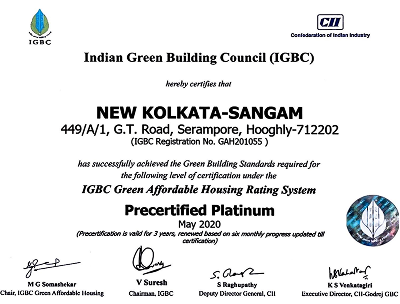 IGBC
CII
Confederation of Indian Industry
Indian Green Building Council (IGBC)
hereby certifies that
NEW KOLKATA-SANGAM
449/A/1, G.T. Road, Serampore, Hooghly-712202
(IGBC Registration No. GAH201055 )
has successfully achieved the Green Building Standards required for
the following level of certification under the
IGBC Green Affordable Housing Rating System
Precertified Platinum
May 2020
(Precertification is valid for 3 years, renewed based on six monthly progress updated till
certification)
M G Somashekar
Chair, IGBC Green Affordable Housing
V Suresh
Chairman, IGBC
S Raghupathy
Deputy Director General, CII
K S Venkatagiri
Executive Director, CII-Godrej GBC